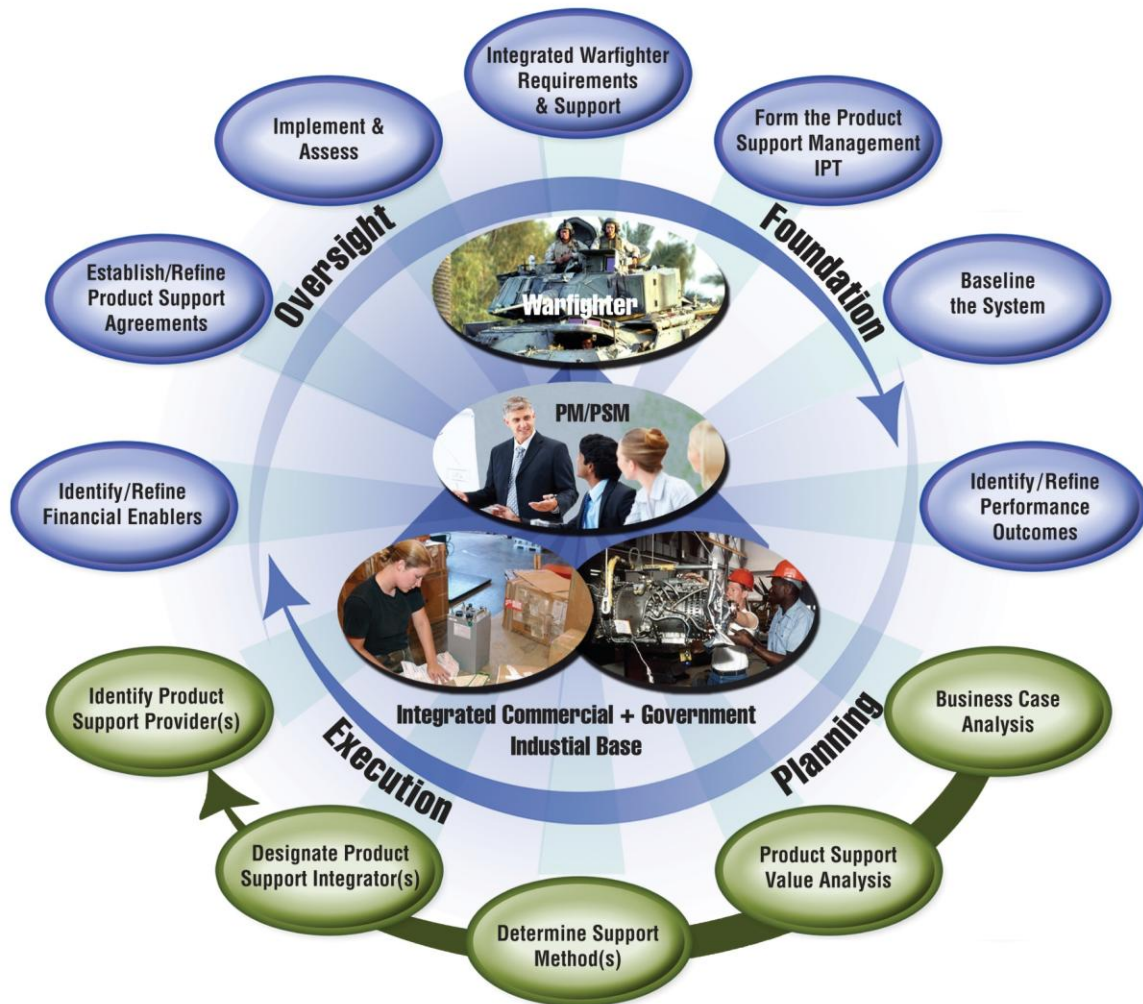 Integrated Warfighter
Requirements
& Support
Form the Product
Support Management
IPT
Baseline
the System
Identify/Refine
Performance
Outcomes
Business Case
Analysis
Product Support
Value Analysis
Determine Support
Method(s)
Designate Product
Support Integrator(s)
Identify Product
Support Provider(s)
Identify/Refine
Financial Enablers
Establish/Refine
Product Support
Agreements
Implement &
Assess
Oversight
Foundation
Planning
Execution
Warfighter
PM/PSM
Integrated Commercial + Government
Industial Base